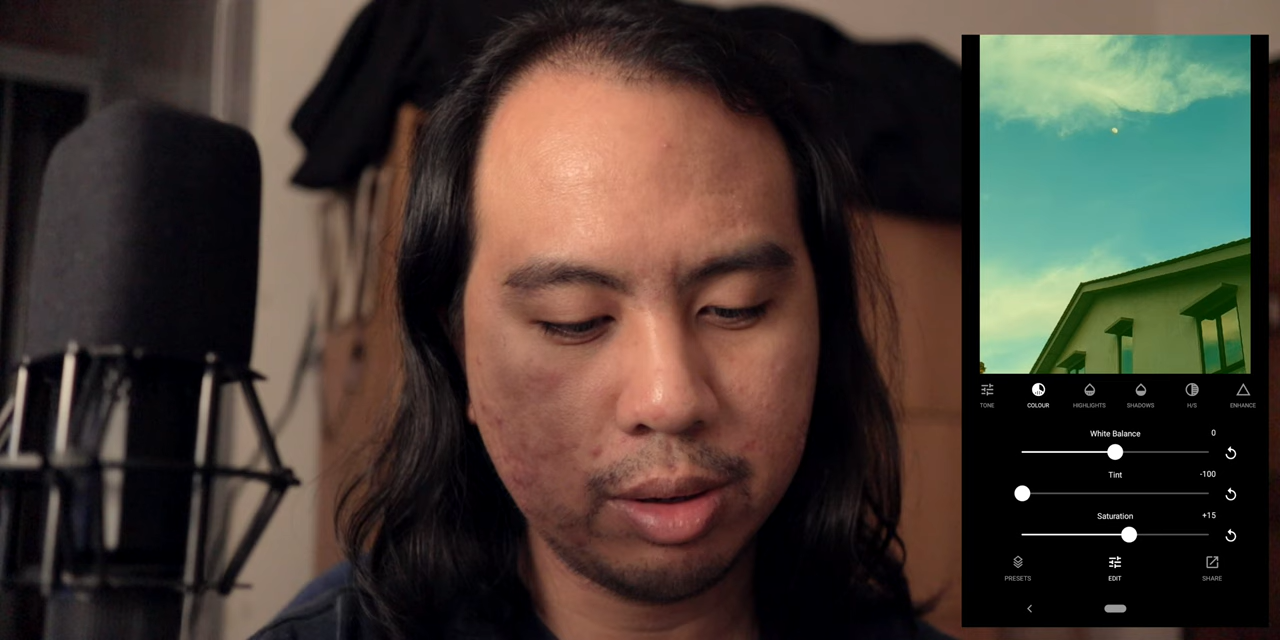 TONE COLOUR HIGHLIGHTS SHADOWS H/S ENHANCE
White Balance 0
Tint -100
Saturation +15
PRESETS EDIT SHARE